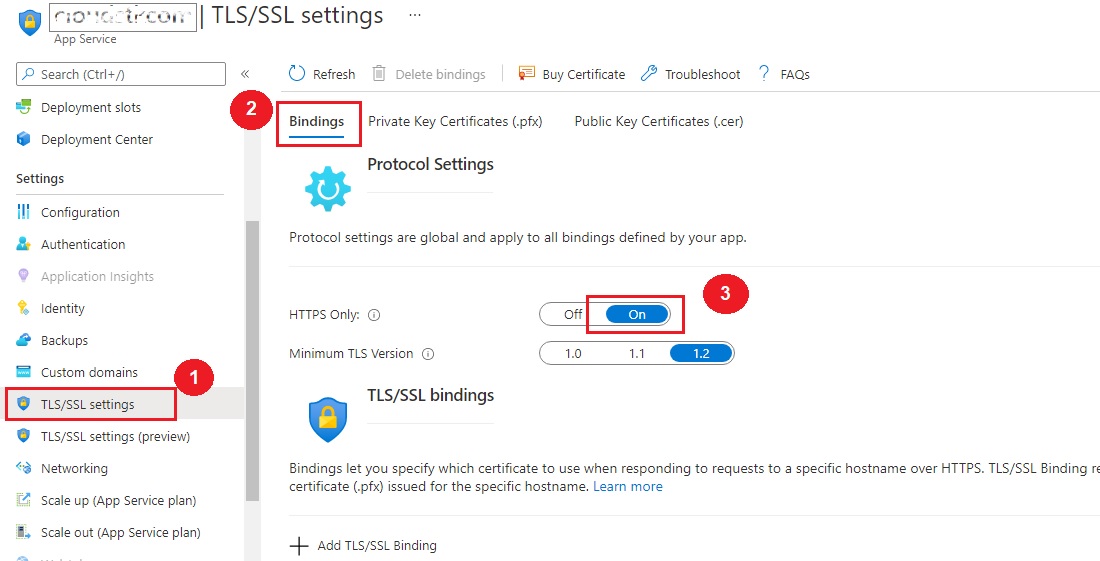 | TLS/SSL settings ...
App Service
Search (Ctrl+/) «
Refresh Delete bindings Buy Certificate Troubleshoot ? FAQs
Deployment slots
Deployment Center
Settings
Configuration
Authentication
Application Insights
Identity
Backups
Custom domains
1
TLS/SSL settings
TLS/SSL settings (preview)
Networking
Scale up (App Service plan)
Scale out (App Service plan)
2
Bindings Private Key Certificates (.pfx) Public Key Certificates (.cer)
Protocol Settings
Protocol settings are global and apply to all bindings defined by your app.
3
HTTPS Only: Off On
Minimum TLS Version 1.0 1.1 1.2
TLS/SSL bindings
Bindings let you specify which certificate to use when responding to requests to a specific hostname over HTTPS. TLS/SSL Binding re
certificate (.pfx) issued for the specific hostname. Learn more
Add TLS/SSL Binding